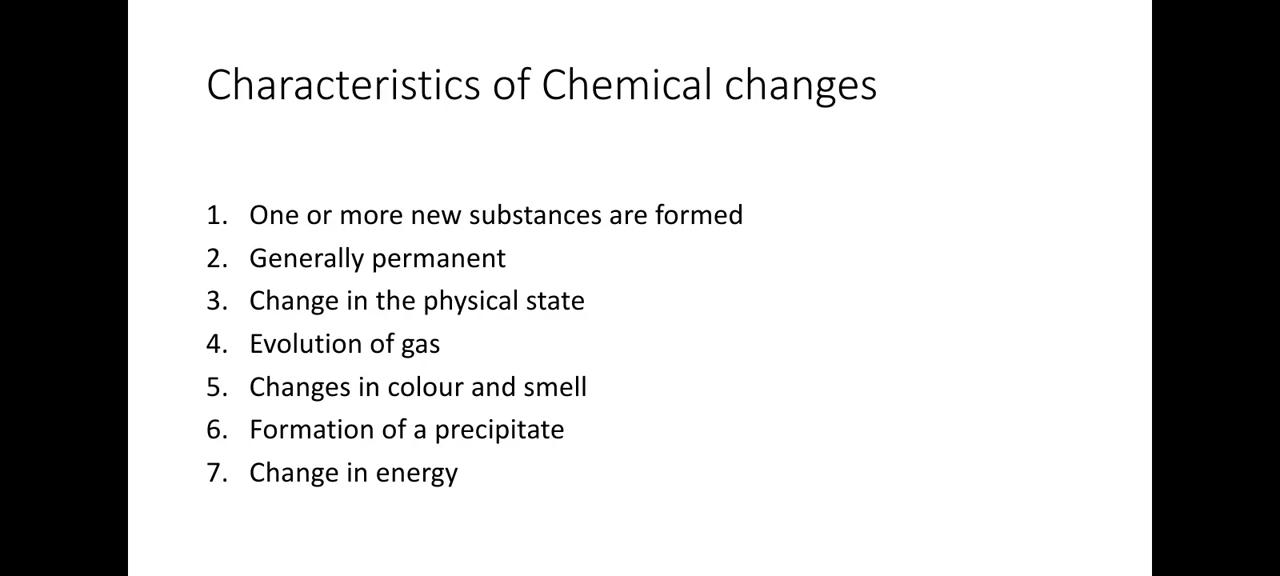 Characteristics of Chemical changes
1. One or more new substances are formed
2. Generally permanent
3. Change in the physical state
4. Evolution of gas
5. Changes in colour and smell
6. Formation of a precipitate
7. Change in energy